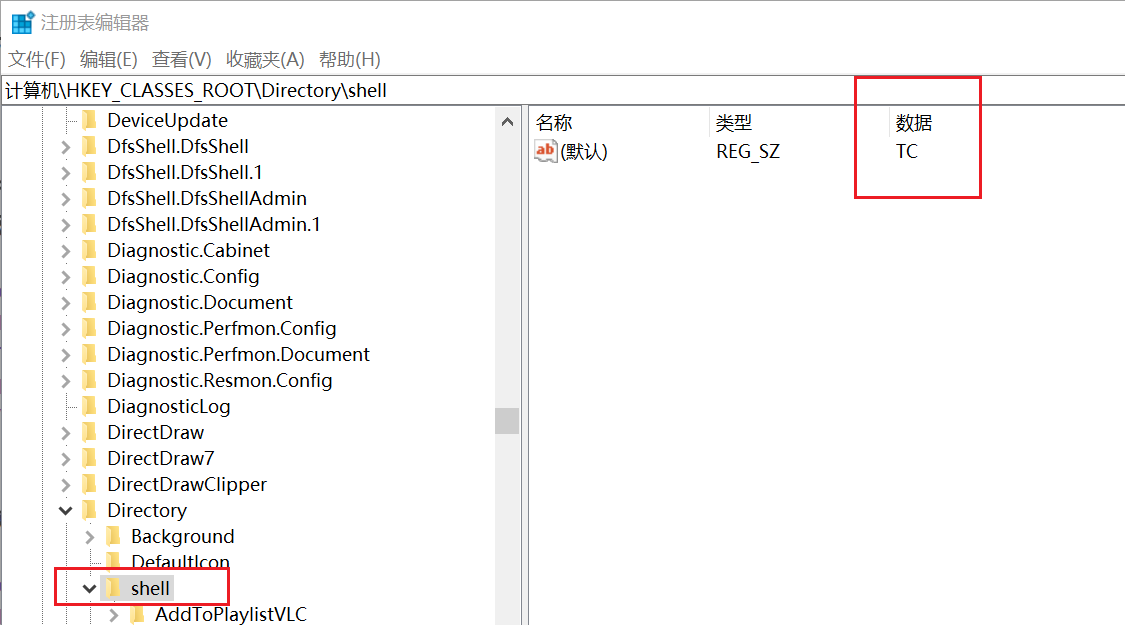 注册表编辑器
文件(F) 编辑(E) 查看(V) 收藏夹(A) 帮助(H)
计算机\HKEY_CLASSES_ROOT\Directory\shell
DeviceUpdate
DfsShell.DfsShell
DfsShell.DfsShell.1
DfsShell.DfsShellAdmin
DfsShell.DfsShellAdmin.1
Diagnostic.Cabinet
Diagnostic.Config
Diagnostic.Document
Diagnostic.Perfmon.Config
Diagnostic.Perfmon.Document
Diagnostic.Resmon.Config
DiagnosticLog
DirectDraw
DirectDraw7
DirectDrawClipper
Directory
Background
DefaultIcon
shell
AddToPlaylistVLC
名称 类型 数据
ab (默认) REG_SZ TC